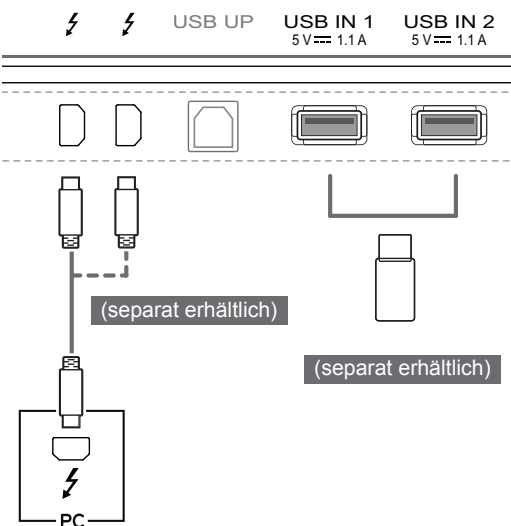 USB UP USB IN 1 USB IN 2
5 V 1.1 A 5 V 1.1 A
(separat erhältlich)
(separat erhältlich)
PC